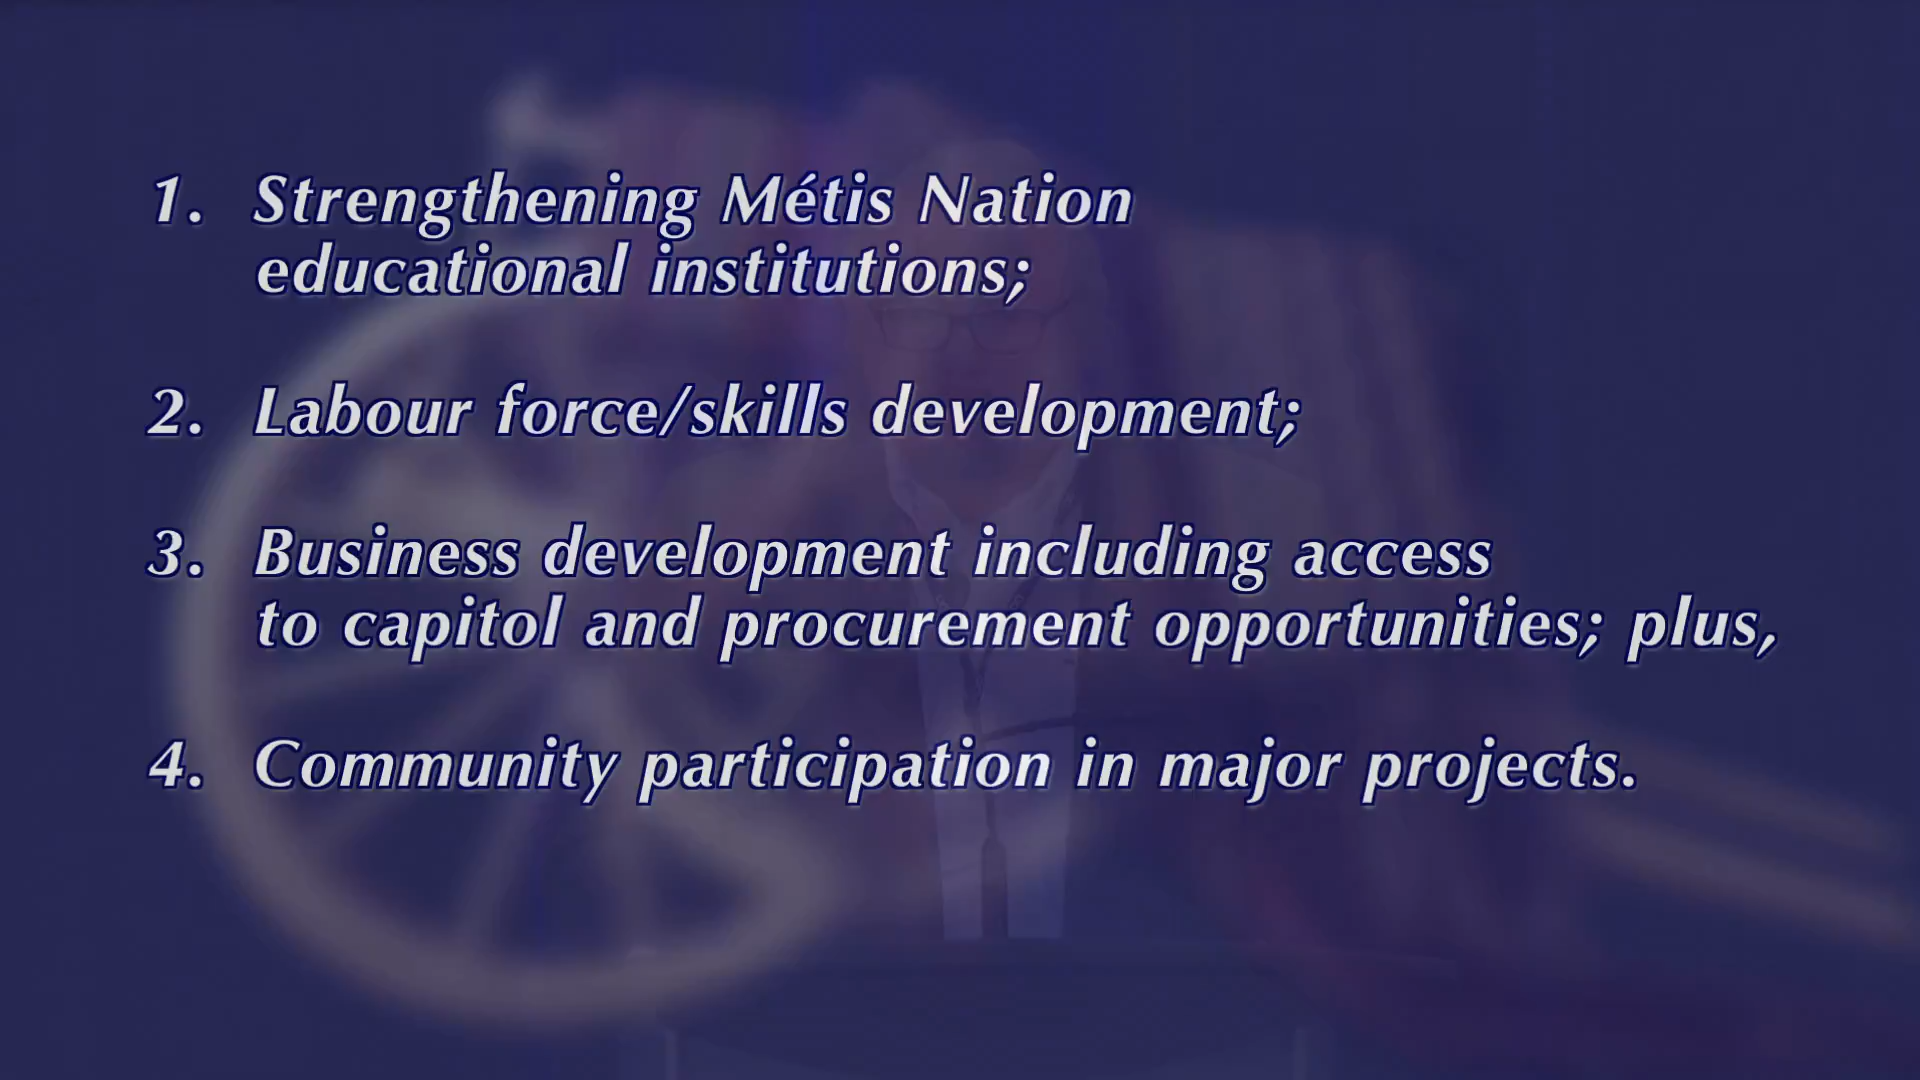 1. Strengthening Métis Nation
educational institutions;
2. Labour force/skills development;
3. Business development including access
to capitol and procurement opportunities; plus,
4. Community participation in major projects.